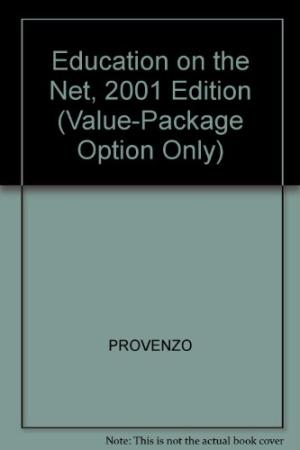 Education on the
Net, 2001 Edition
(Value-Package
Option Only)
PROVENZO
Note: This is not the actual book cover